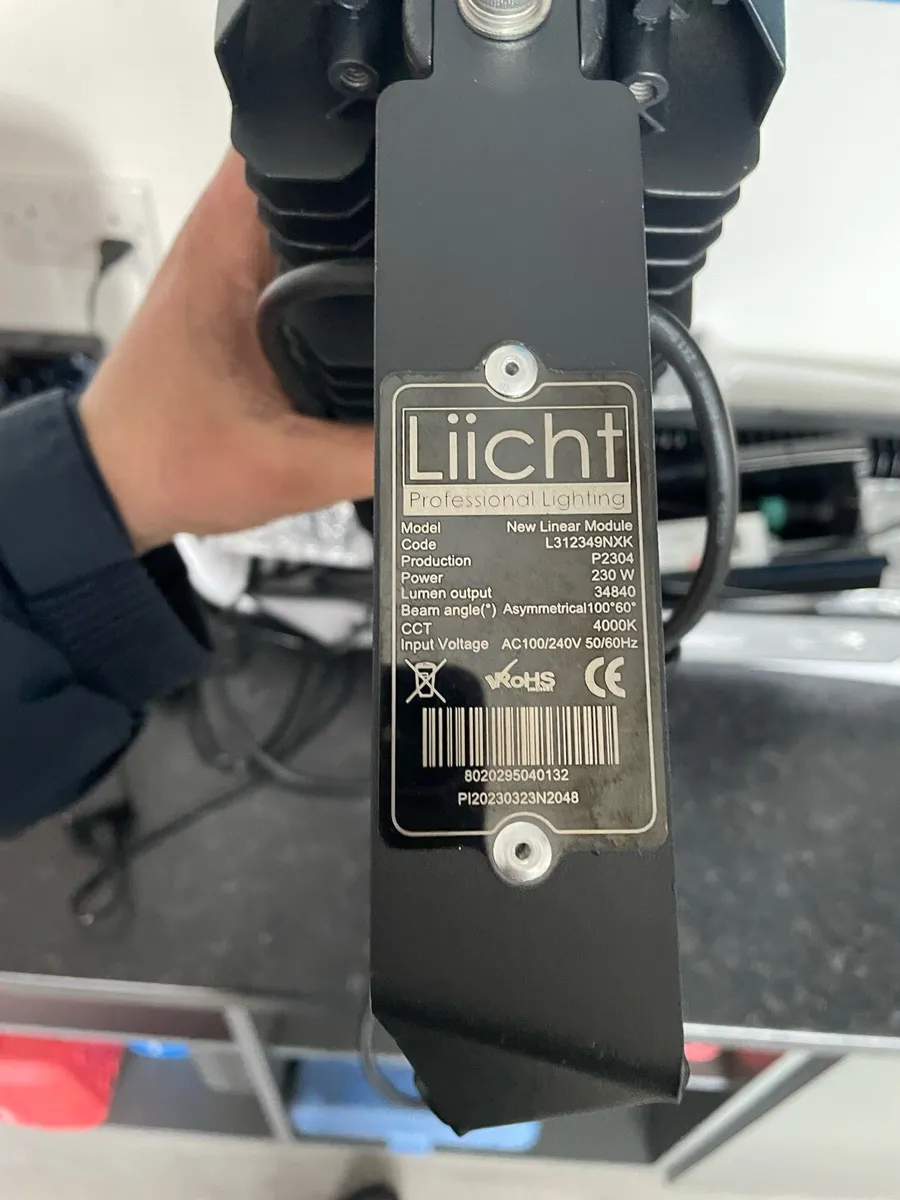 Liicht
Professional Lighting
Model New Linear Module
Code L312349NXK
Production P2304
Power 230 W
Lumen output 34840
Beam angle(°) Asymmetrical100°60°
CCT 4000K
Input Voltage AC100/240V 50/60Hz
RoHS CE
8020295040132
PI20230323N2048